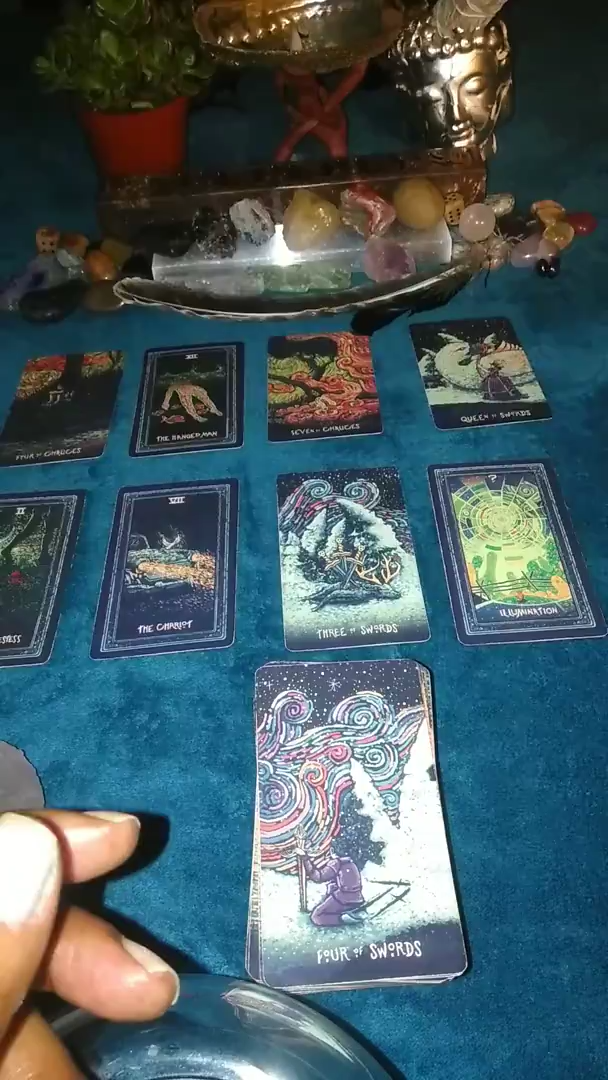 FOUR OF CHALICES
XII
THE HANGED MAN
SEVEN OF CHALICES
QUEEN OF SWORDS
II
ESTESS
VII
THE CHARIOT
THREE OF SWORDS
?
ILLUMINATION
FOUR OF SWORDS